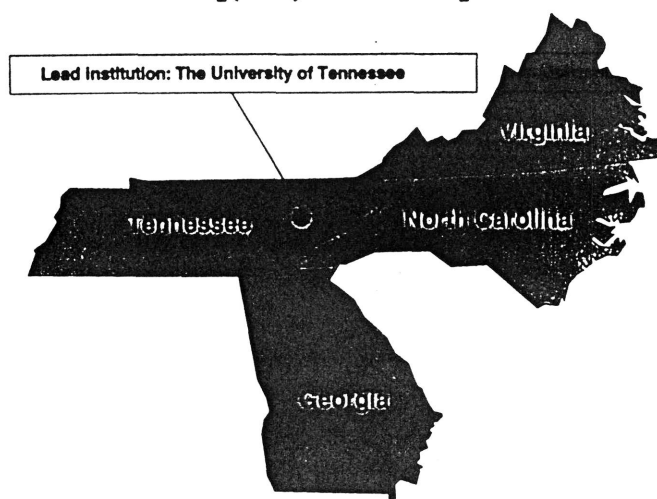 Lead Institution: The University of Tennessee
Virginia
Tennessee
North Carolina
Georgia